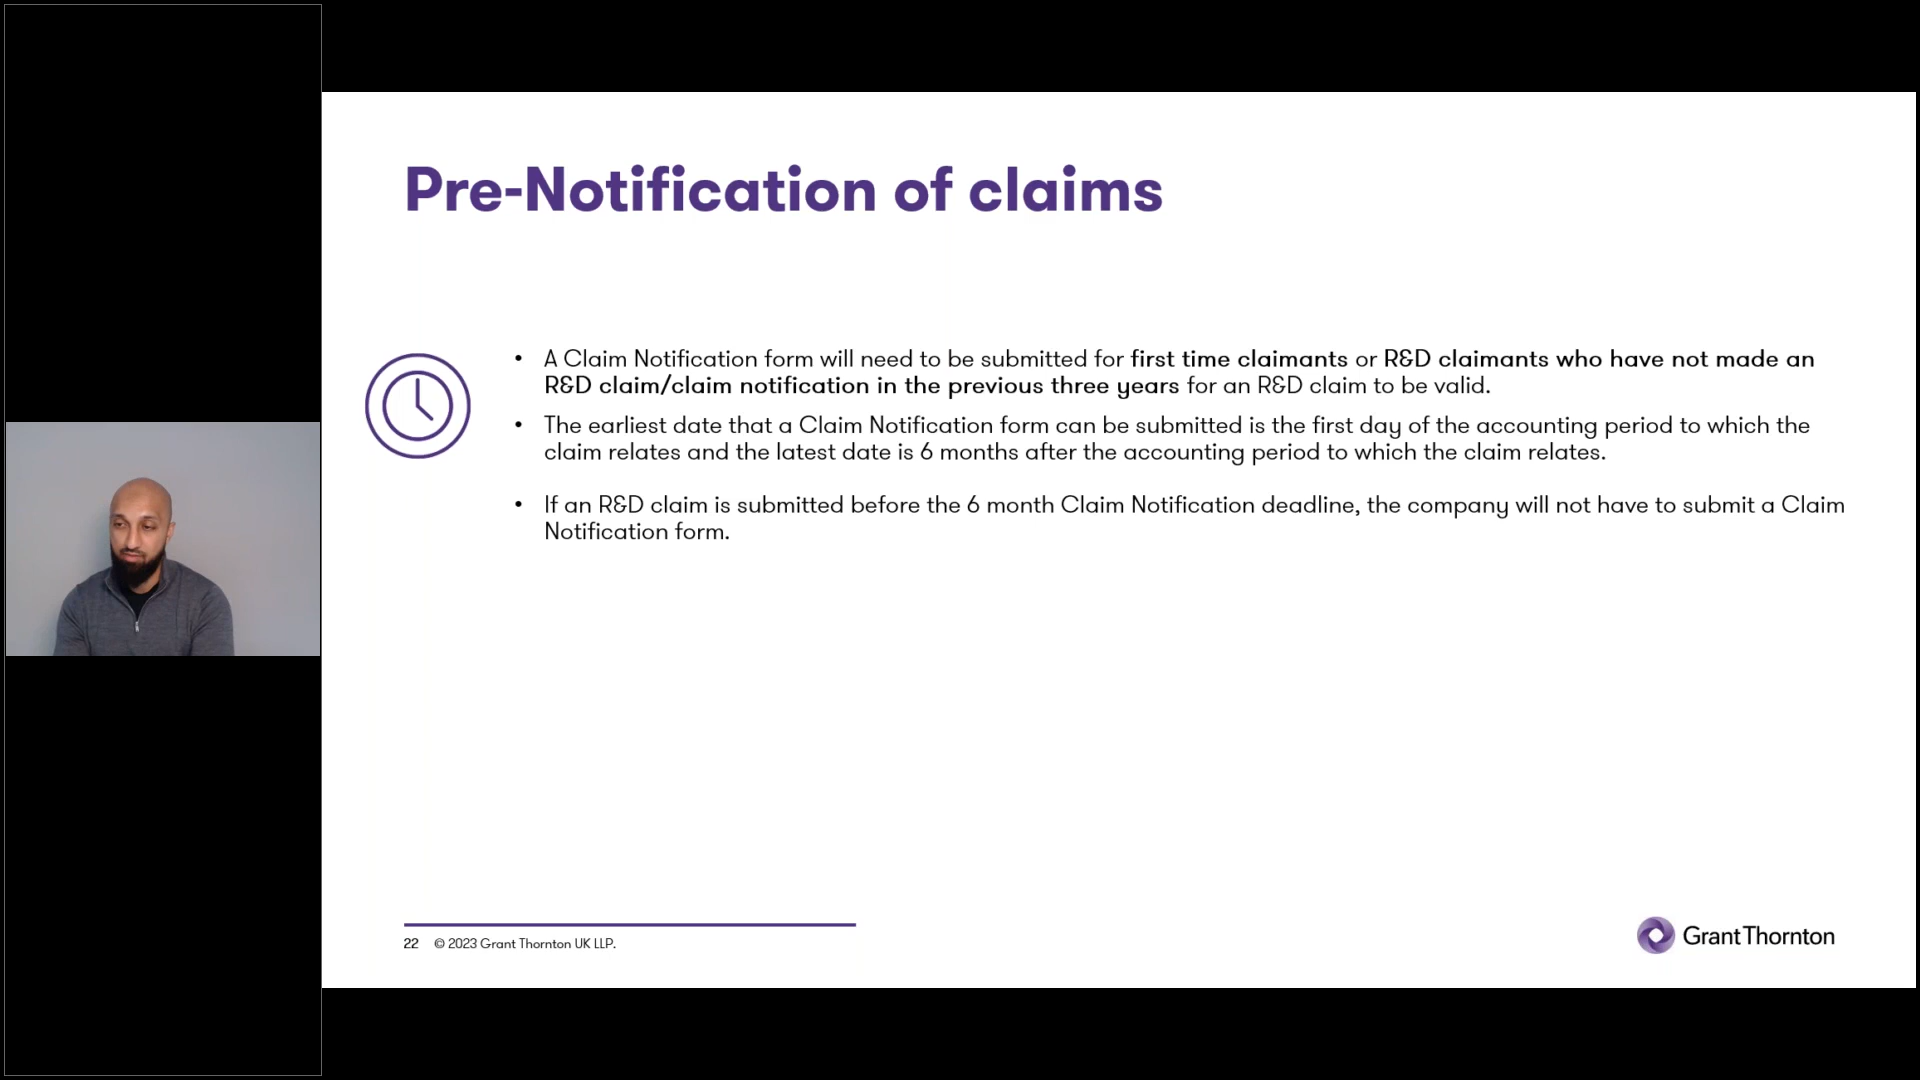 Pre-Notification of claims
• A Claim Notification form will need to be submitted for first time claimants or R&D claimants who have not made an
R&D claim/claim notification in the previous three years for an R&D claim to be valid.
• The earliest date that a Claim Notification form can be submitted is the first day of the accounting period to which the
claim relates and the latest date is 6 months after the accounting period to which the claim relates.
• If an R&D claim is submitted before the 6 month Claim Notification deadline, the company will not have to submit a Claim
Notification form.
22 © 2023 Grant Thornton UK LLP.
GrantThornton